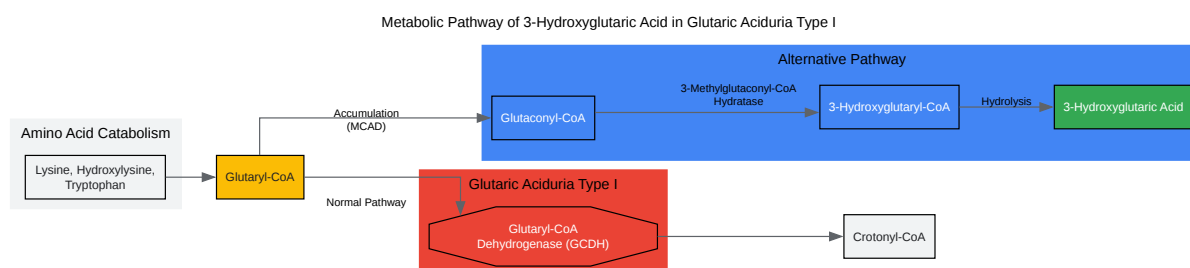 Metabolic Pathway of 3-Hydroxyglutaric Acid in Glutaric Aciduria Type I
Alternative Pathway
3-Methylglutaconyl-CoA
Hydratase
Glutaconyl-CoA
3-Hydroxyglutaryl-CoA
Hydrolysis
3-Hydroxyglutaric Acid
Accumulation
(MCAD)
Amino Acid Catabolism
Lysine, Hydroxylysine,
Tryptophan
Glutaryl-CoA
Normal Pathway
Glutaric Aciduria Type I
Glutaryl-CoA
Dehydrogenase (GCDH)
Crotonyl-CoA